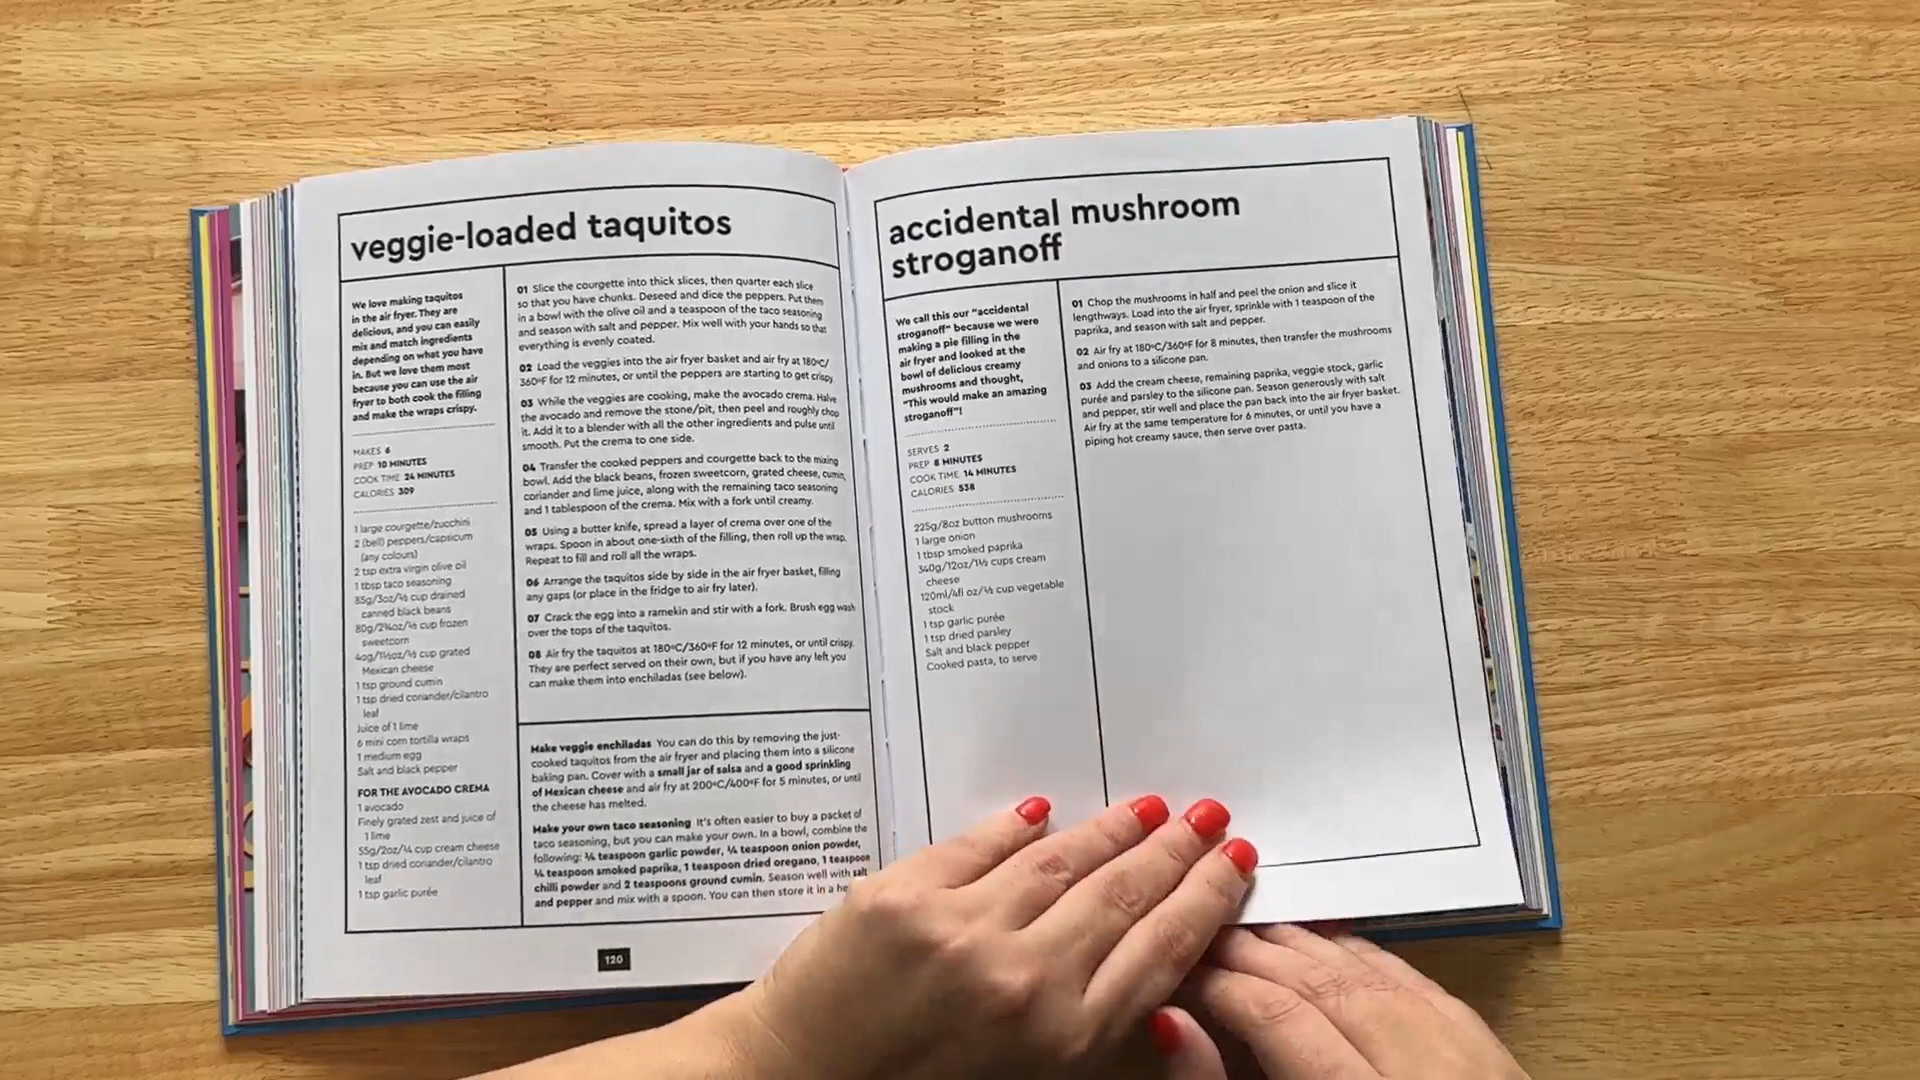 veggie-loaded taquitos
We love making taquitos
in the air fryer. They are
delicious, and you can easily
mix and match ingredients
depending on what you have
in. But we love them most
because you can use the air
fryer to both cook the filling
and make the wraps crispy.
MAKES 6
PREP 10 MINUTES
COOK TIME 24 MINUTES
CALORIES 309
1 large courgette/zucchini
2 (bell) peppers/capsicum
(any colours)
2 tsp extra virgin olive oil
1 tbsp taco seasoning
85g/3oz/½ cup drained
canned black beans
80g/2¾oz/½ cup frozen
sweetcorn
40g/1½oz/½ cup grated
Mexican cheese
1 tsp ground cumin
1 tsp dried coriander/cilantro
leaf
Juice of 1 lime
6 mini corn tortilla wraps
1 medium egg
Salt and black pepper
FOR THE AVOCADO CREMA
1 avocado
Finely grated zest and juice of
1 lime
55g/2oz/¼ cup cream cheese
1 tsp dried coriander/cilantro
leaf
1 tsp garlic purée
01 Slice the courgette into thick slices, then quarter each slice
so that you have chunks. Deseed and dice the peppers. Put them
in a bowl with the olive oil and a teaspoon of the taco seasoning
and season with salt and pepper. Mix well with your hands so that
everything is evenly coated.
02 Load the veggies into the air fryer basket and air fry at 180ºC/
360ºF for 12 minutes, or until the peppers are starting to get crispy.
03 While the veggies are cooking, make the avocado crema. Halve
the avocado and remove the stone/pit, then peel and roughly chop
it. Add it to a blender with all the other ingredients and pulse until
smooth. Put the crema to one side.
04 Transfer the cooked peppers and courgette back to the mixing
bowl. Add the black beans, frozen sweetcorn, grated cheese, cumin,
coriander and lime juice, along with the remaining taco seasoning
and 1 tablespoon of the crema. Mix with a fork until creamy.
05 Using a butter knife, spread a layer of crema over one of the
wraps. Spoon in about one-sixth of the filling, then roll up the wrap.
Repeat to fill and roll all the wraps.
06 Arrange the taquitos side by side in the air fryer basket, filling
any gaps (or place in the fridge to air fry later).
07 Crack the egg into a ramekin and stir with a fork. Brush egg wash
over the tops of the taquitos.
08 Air fry the taquitos at 180ºC/360ºF for 12 minutes, or until crispy.
They are perfect served on their own, but if you have any left you
can make them into enchiladas (see below).
Make veggie enchiladas You can do this by removing the just-
cooked taquitos from the air fryer and placing them into a silicone
baking pan. Cover with a small jar of salsa and a good sprinkling
of Mexican cheese and air fry at 200ºC/400ºF for 5 minutes, or until
the cheese has melted.
Make your own taco seasoning It's often easier to buy a packet of
taco seasoning, but you can make your own. In a bowl, combine the
following: ¼ teaspoon garlic powder, ¼ teaspoon onion powder,
¼ teaspoon smoked paprika, 1 teaspoon dried oregano, 1 teaspoon
chilli powder and 2 teaspoons ground cumin. Season well with salt
and pepper and mix with a spoon. You can then store it in a
120
accidental mushroom
stroganoff
We call this our "accidental
stroganoff" because we were
making a pie filling in the
air fryer and looked at the
bowl of delicious creamy
mushrooms and thought,
"This would make an amazing
stroganoff"!
SERVES 2
PREP 8 MINUTES
COOK TIME 14 MINUTES
CALORIES 538
225g/8oz button mushrooms
1 large onion
1 tbsp smoked paprika
340g/12oz/1½ cups cream
cheese
120ml/4fl oz/½ cup vegetable
stock
1 tsp garlic purée
1 tsp dried parsley
Salt and black pepper
Cooked pasta, to serve
01 Chop the mushrooms in half and peel the onion and slice it
lengthways. Load into the air fryer, sprinkle with 1 teaspoon of the
paprika, and season with salt and pepper.
02 Air fry at 180ºC/360ºF for 8 minutes, then transfer the mushrooms
and onions to a silicone pan.
03 Add the cream cheese, remaining paprika, veggie stock, garlic
purée and parsley to the silicone pan. Season generously with salt
and pepper, stir well and place the pan back into the air fryer basket.
Air fry at the same temperature for 6 minutes, or until you have a
piping hot creamy sauce, then serve over pasta.